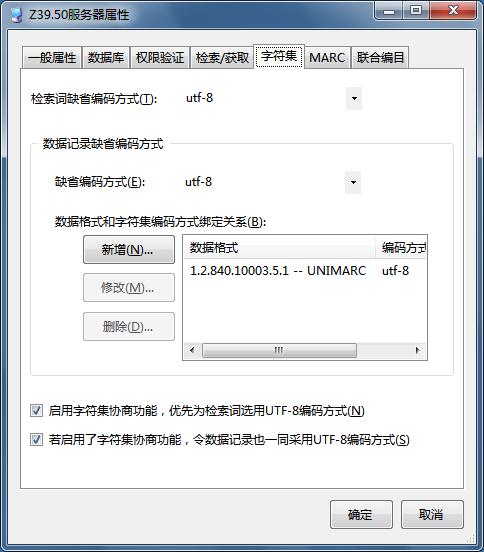 Z39.50服务器属性
一般属性 数据库 权限验证 检索/获取 字符集 MARC 联合编目
检索词缺省编码方式(T): utf-8
数据记录缺省编码方式
缺省编码方式(E): utf-8
数据格式和字符集编码方式绑定关系(B):
新增(N)... 数据格式 编码方式
1.2.840.10003.5.1 -- UNIMARC utf-8
修改(M)...
删除(D)...
启用字符集协商功能，优先为检索词选用UTF-8编码方式(N)
若启用了字符集协商功能，令数据记录也一同采用UTF-8编码方式(S)
确定 取消